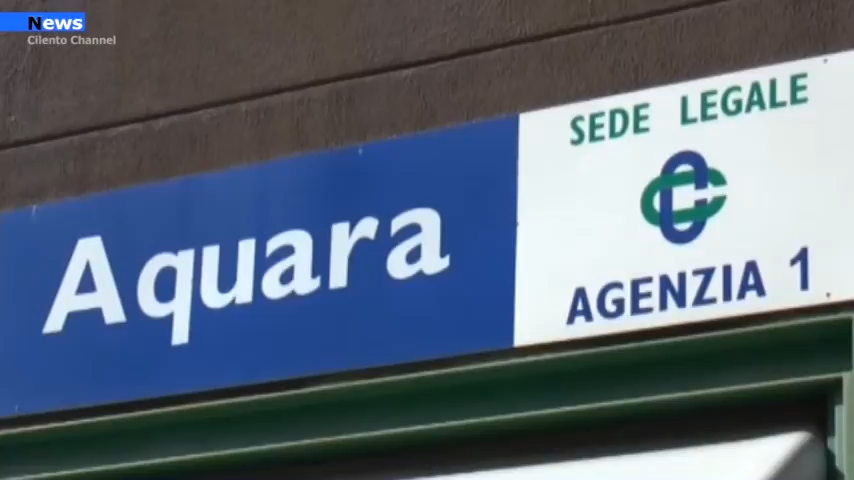 News
Cilento Channel
Aquara
SEDE LEGALE
AGENZIA 1